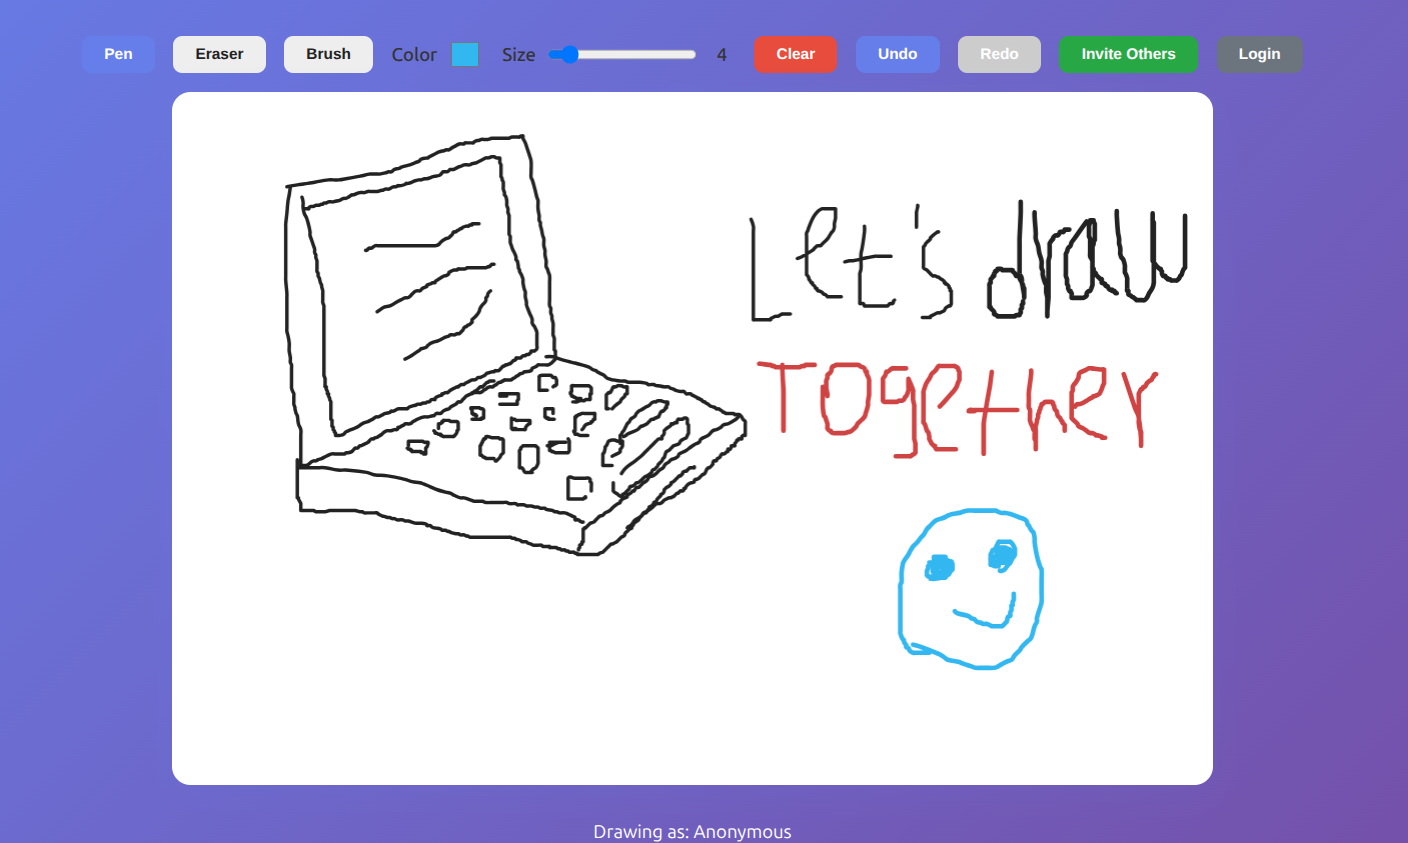 Pen Eraser Brush Color Size 4 Clear Undo Redo Invite Others Login
Let's draw
Together
Drawing as: Anonymous